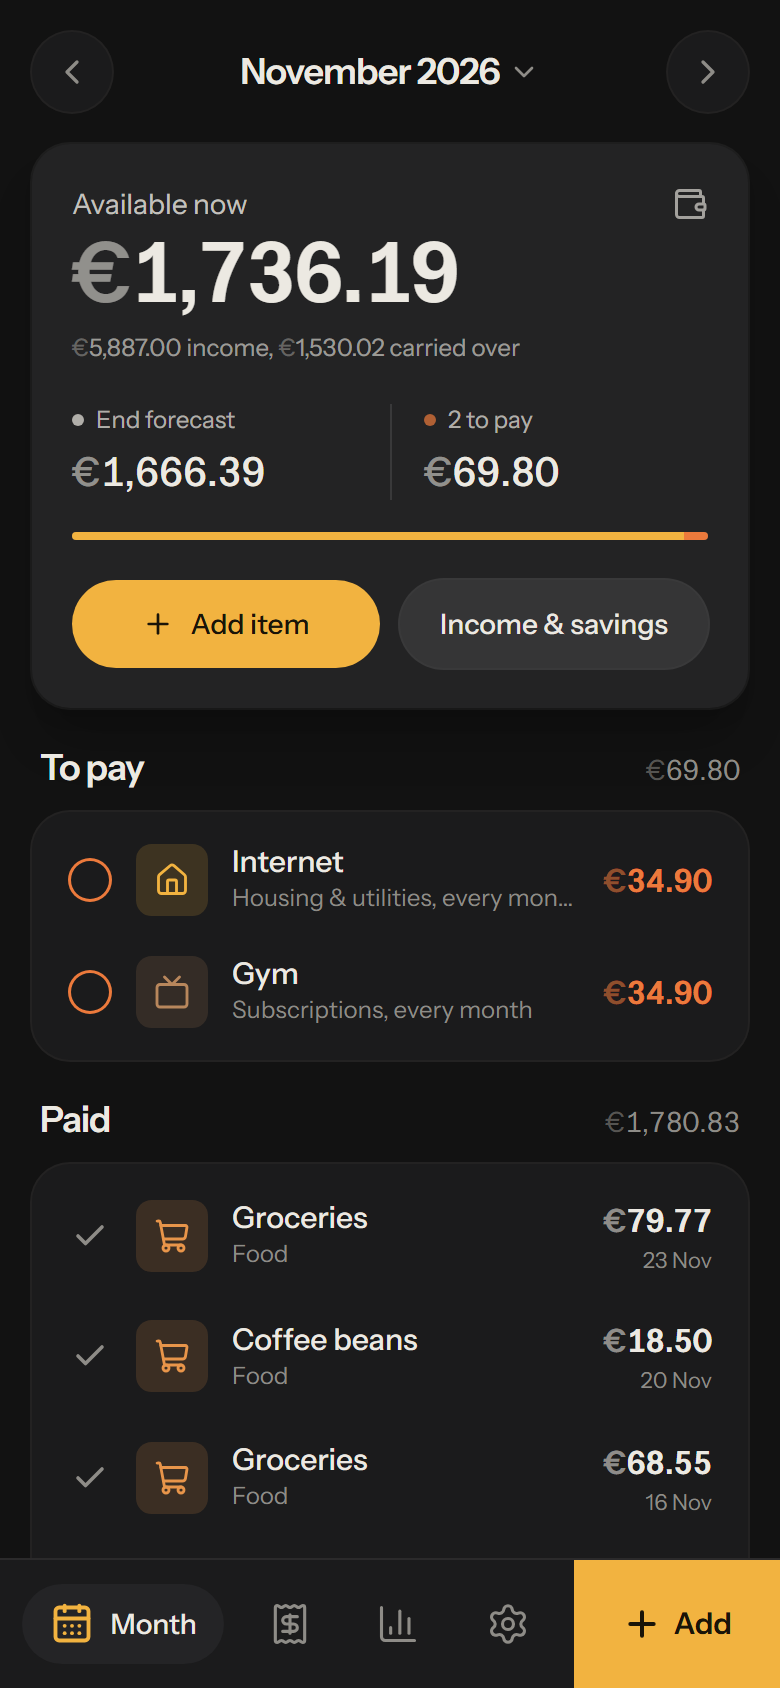 November 2026
Available now
€1,736.19
€5,887.00 income, €1,530.02 carried over
End forecast
€1,666.39
2 to pay
€69.80
Add item
Income & savings
To pay
€69.80
Internet
Housing & utilities, every mon...
€34.90
Gym
Subscriptions, every month
€34.90
Paid
€1,780.83
Groceries
Food
€79.77
23 Nov
Coffee beans
Food
€18.50
20 Nov
Groceries
Food
€68.55
16 Nov
Month
Add